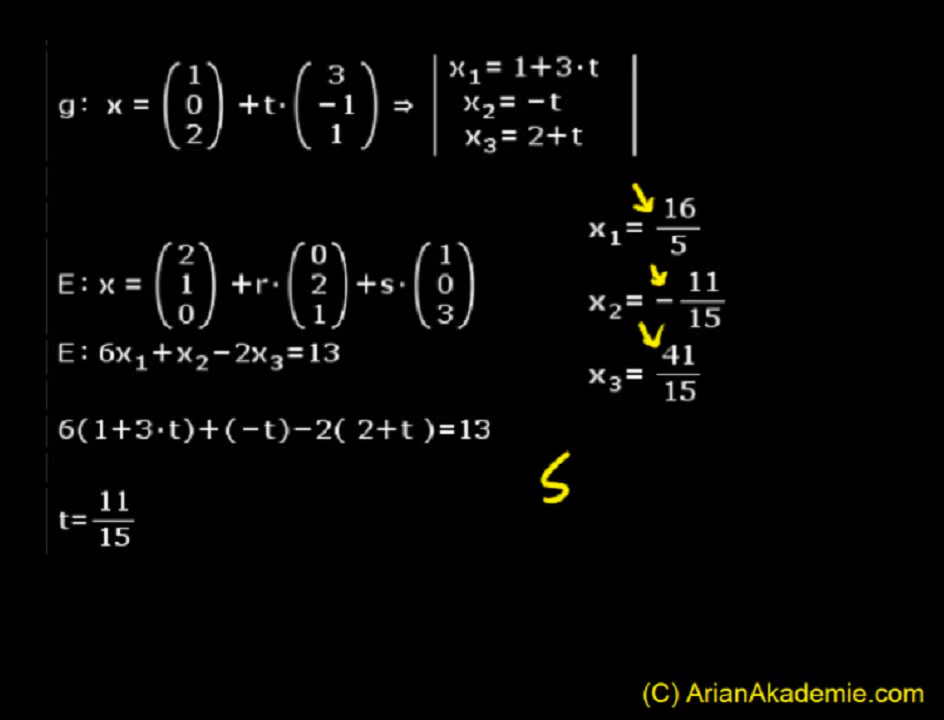 g: x = (1 0 2) +t· (3 −1 1) ⇒ | x₁= 1+3·t
x₂= −t
x₃= 2+t |
x₁= 16/5
E: x = (2 1 0) +r· (0 2 1) +s· (1 0 3)
x₂= − 11/15
E: 6x₁+x₂−2x₃=13
x₃= 41/15
6(1+3·t)+(−t)−2( 2+t )=13
S
t= 11/15
(C) ArianAkademie.com